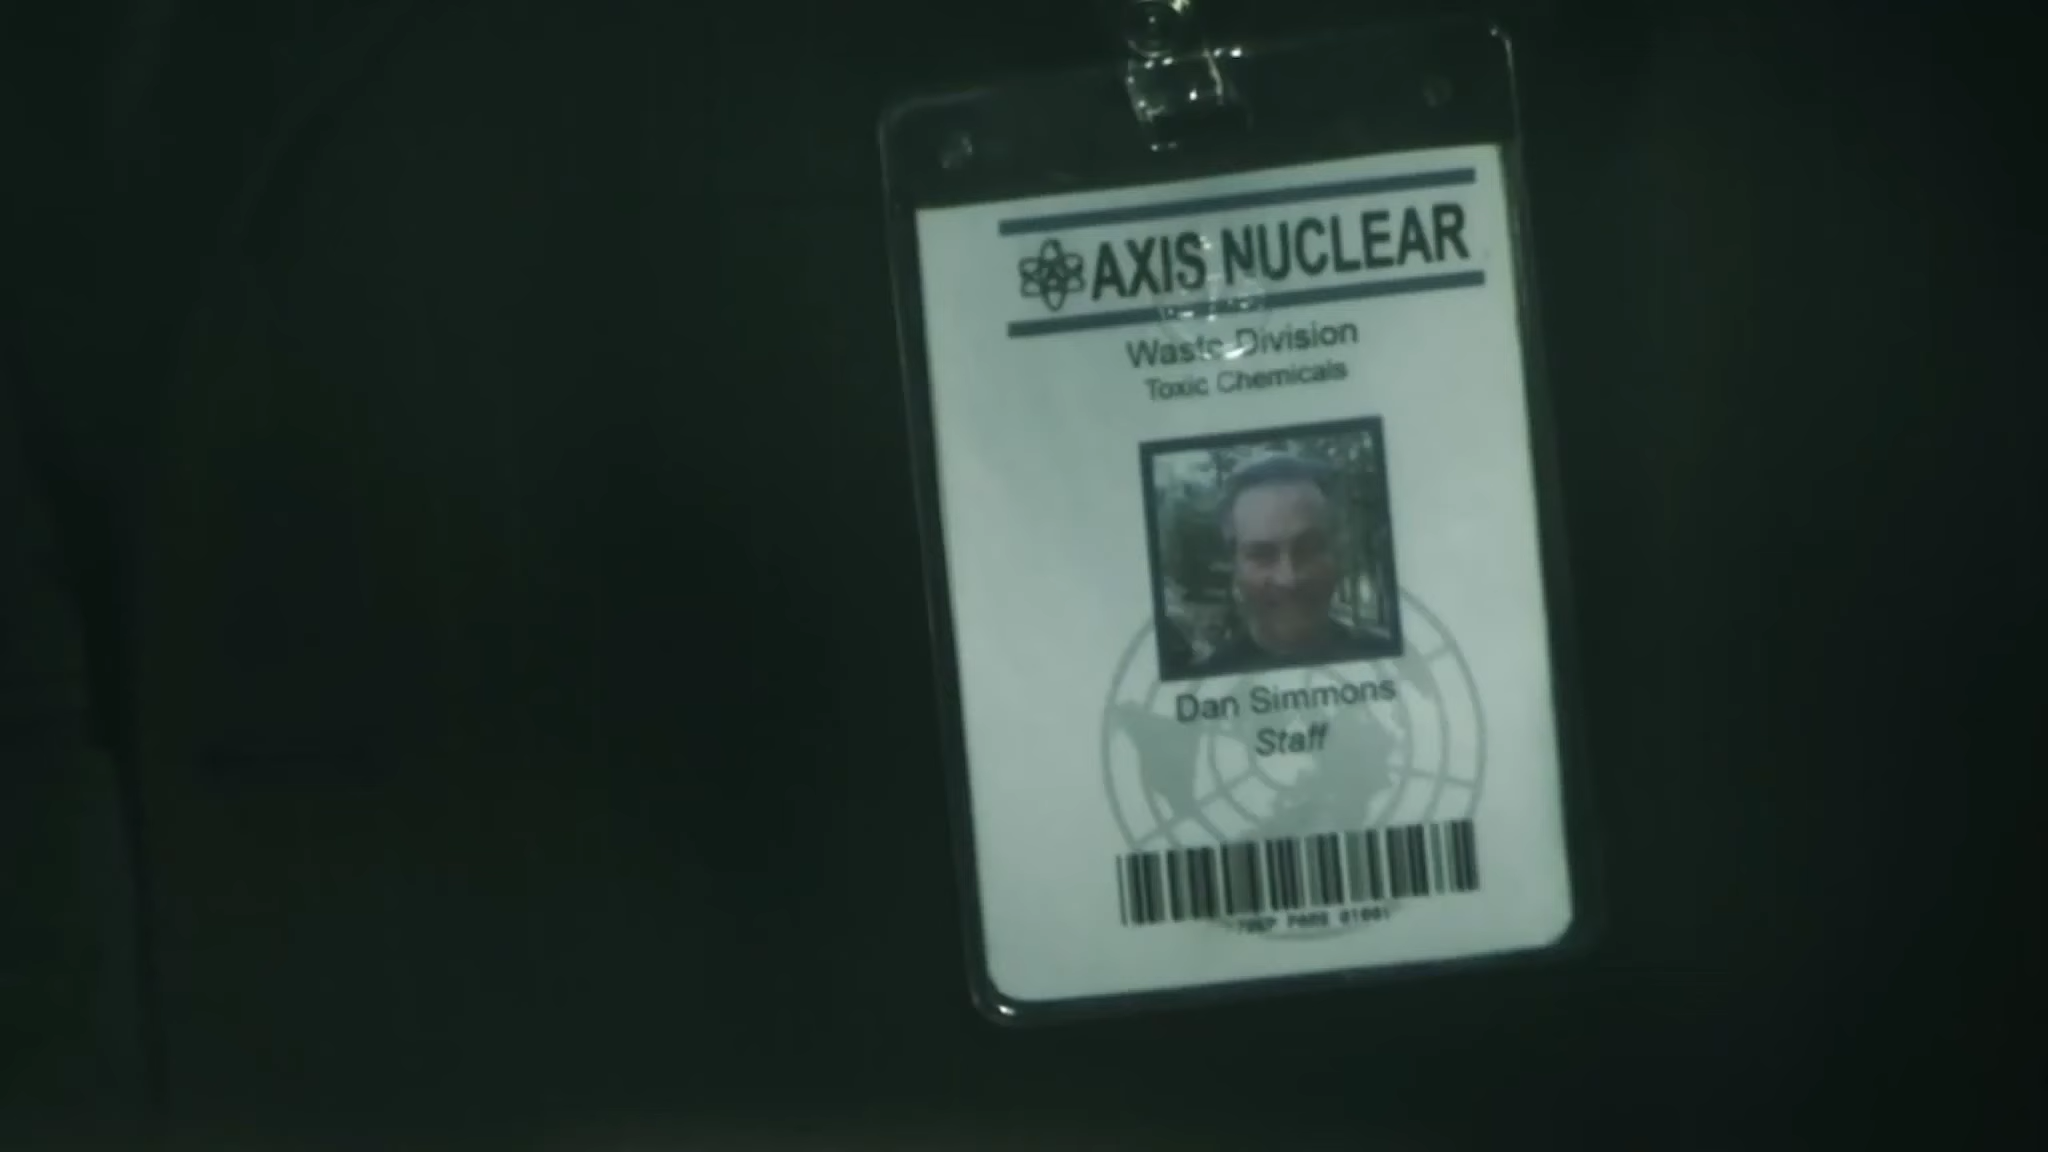 AXIS NUCLEAR
Waste Division
Toxic Chemicals
Dan Simmons
Staff